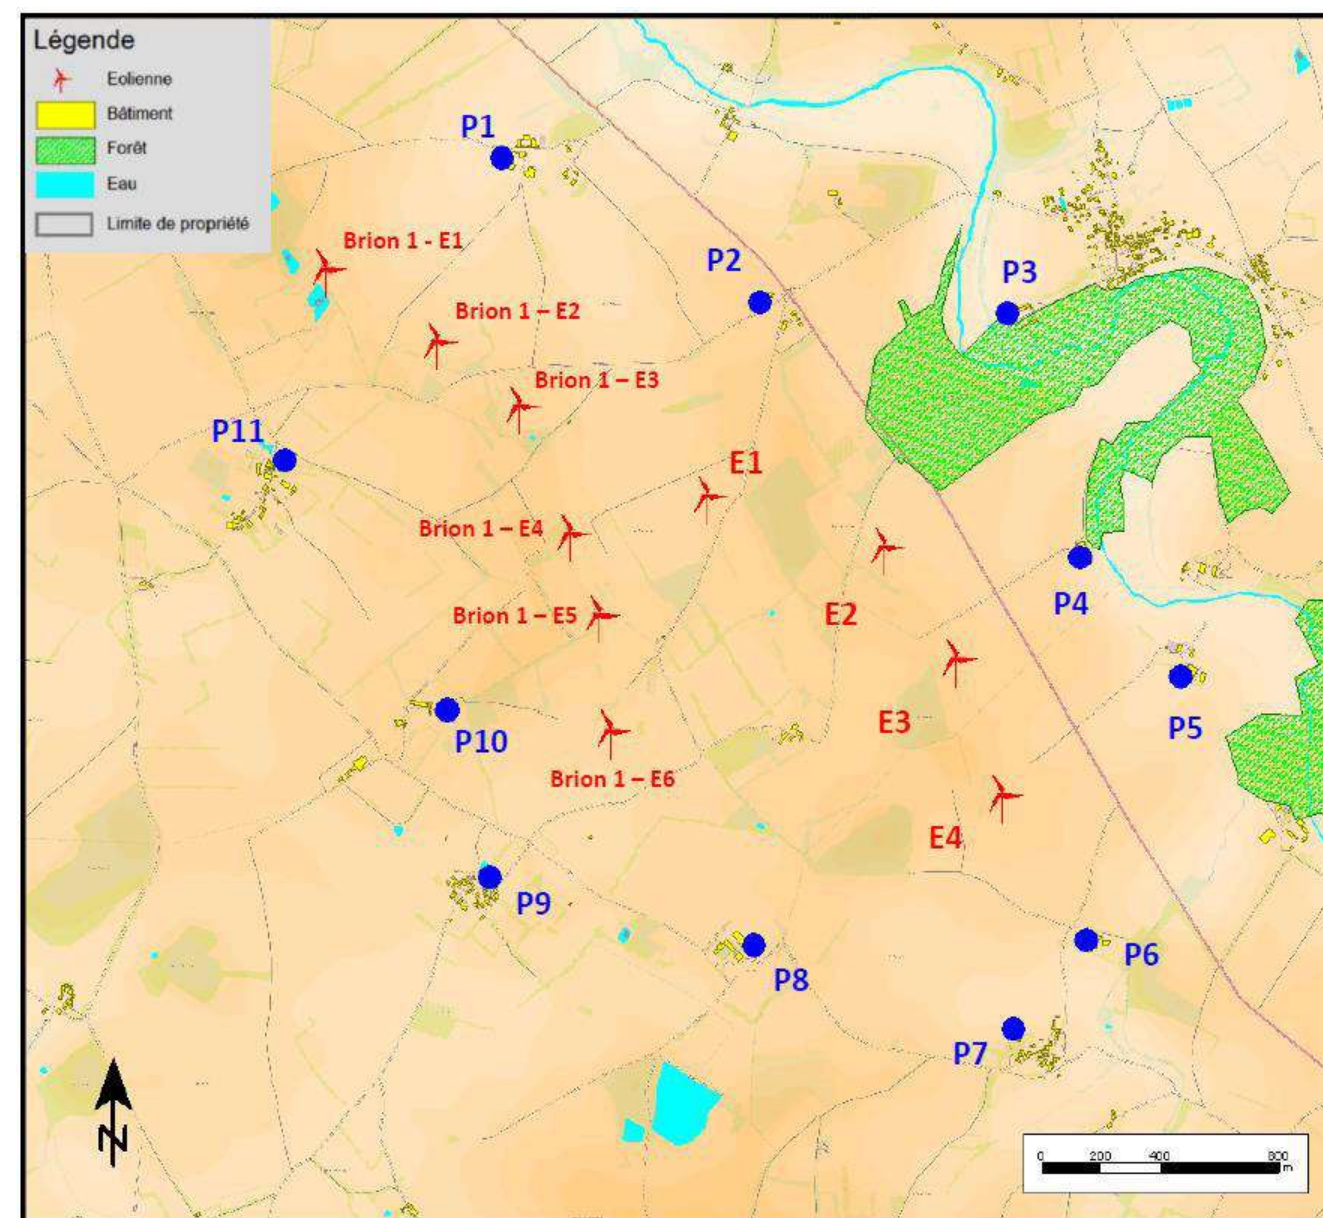 Légende
Eolienne
Bâtiment
Forêt
Eau
Limite de propriété
P1
Brion 1 - E1
P2
P3
Brion 1 – E2
Brion 1 – E3
P11
E1
Brion 1 – E4
P4
Brion 1 – E5
E2
E3
P5
P10
Brion 1 – E6
E4
P9
P6
P8
P7
N
0 200 400 800
m